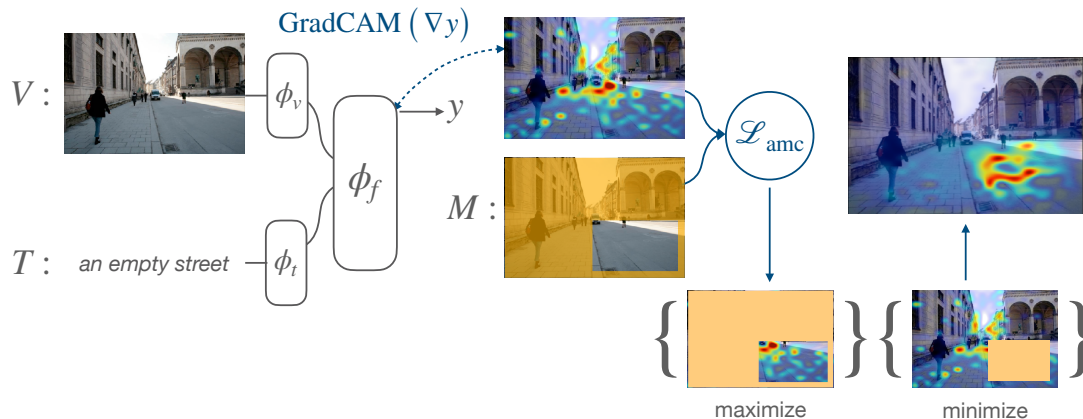 GradCAM (∇y)
V :
ϕv
ϕf
y
M :
ℒamc
T :
an empty street
ϕt
{
}
{
}
maximize
minimize